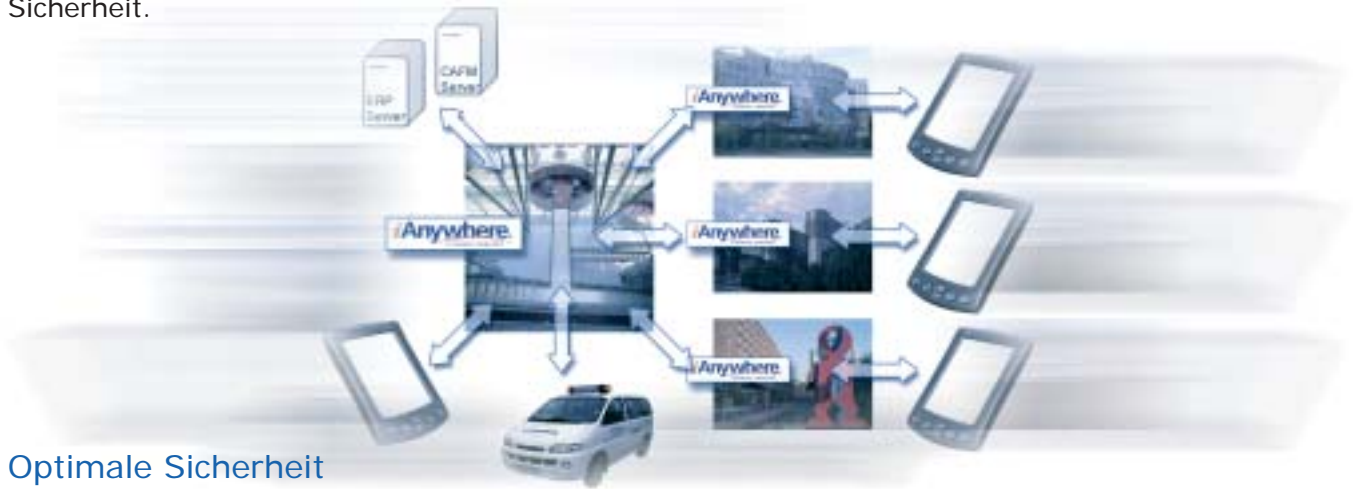 Sicherheit.
CAFM
Server
ERP
Server
iAnywhere.
iAnywhere.
iAnywhere.
iAnywhere.
Optimale Sicherheit